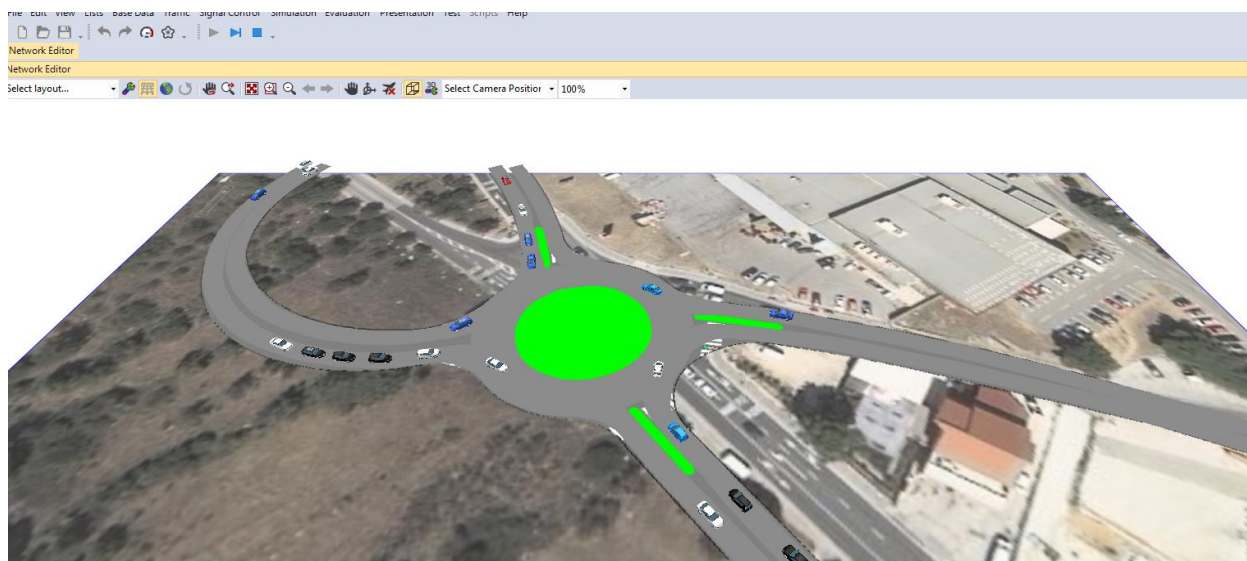 File Edit View Lists Base Data Traffic Signal Control Simulation Evaluation Presentation Test Scripts Help
Network Editor
Network Editor
Select layout... Select Camera Position 100%